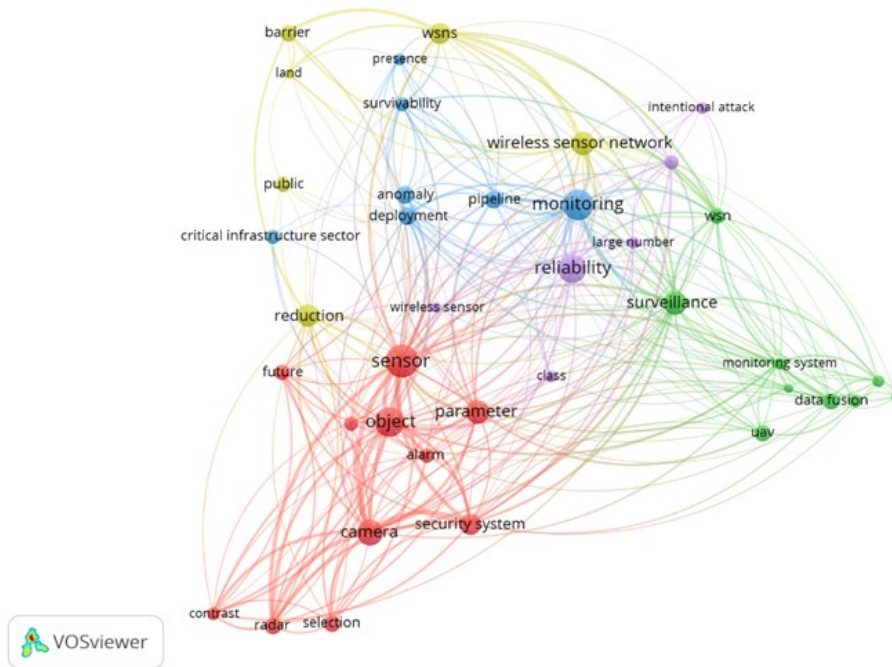 barrier
wsns
land
presence
survivability
intentional attack
wireless sensor network
public
anomaly
pipeline
monitoring
deployment
wsn
critical infrastructure sector
large number
reliability
wireless sensor
surveillance
reduction
sensor
monitoring system
future
class
data fusion
parameter
object
uav
alarm
camera
security system
contrast
radar
selection
VOSviewer